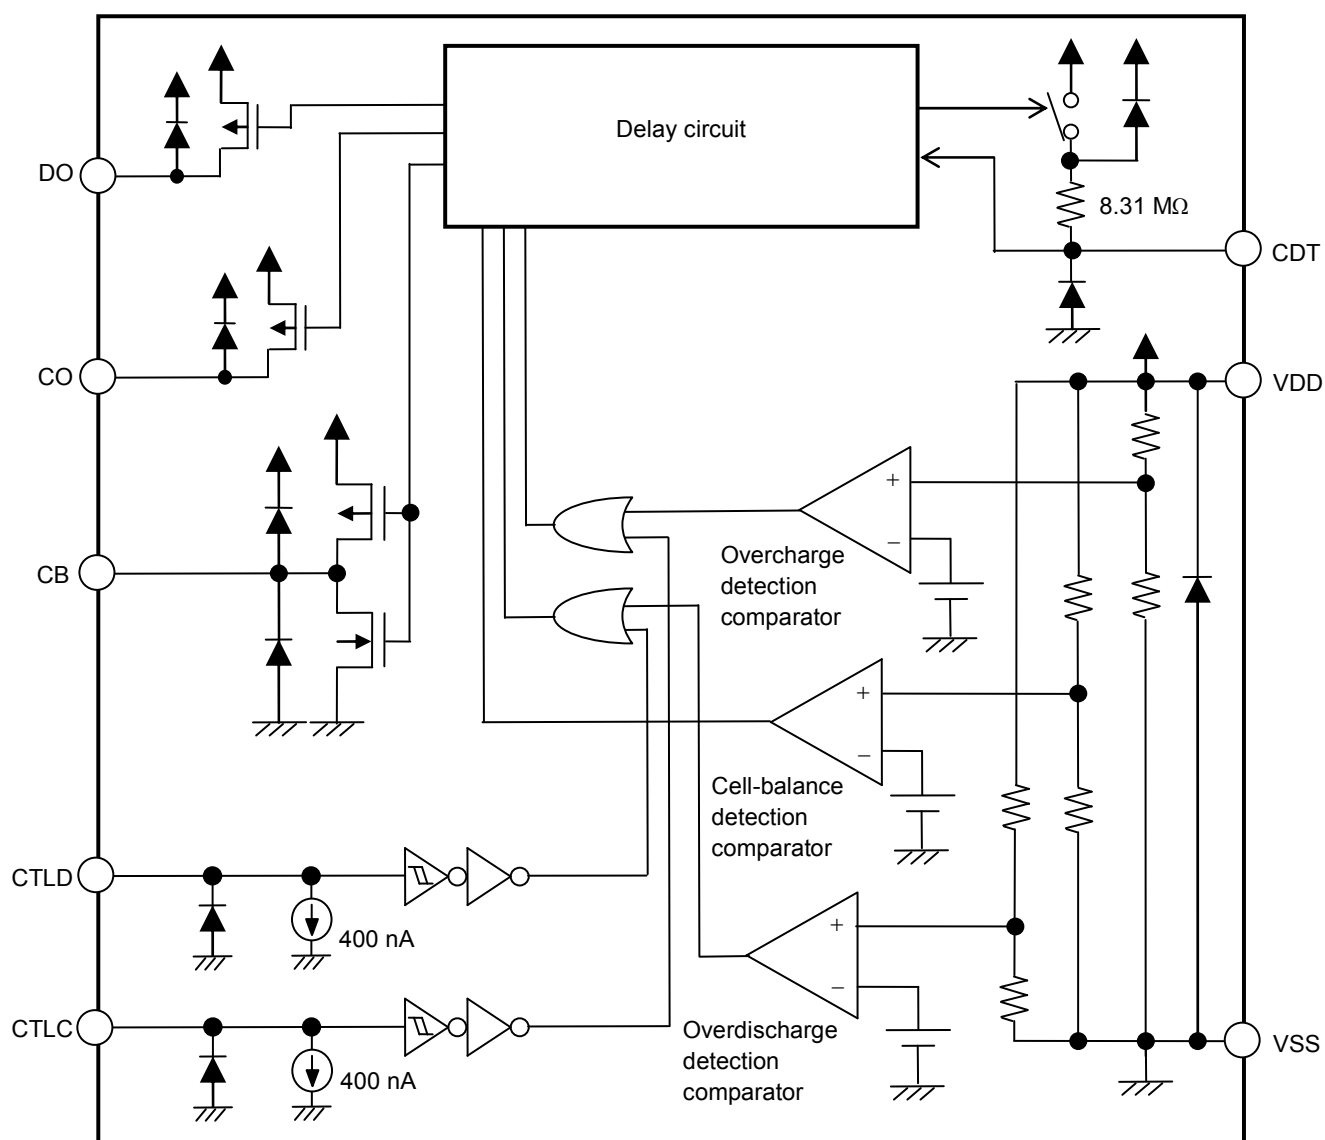 Delay circuit
DO
8.31 MΩ
CDT
CO
VDD
+
−
Overcharge
detection
comparator
CB
+
−
Cell-balance
detection
comparator
CTLD
400 nA
+
−
Overdischarge
detection
comparator
CTLC
400 nA
VSS